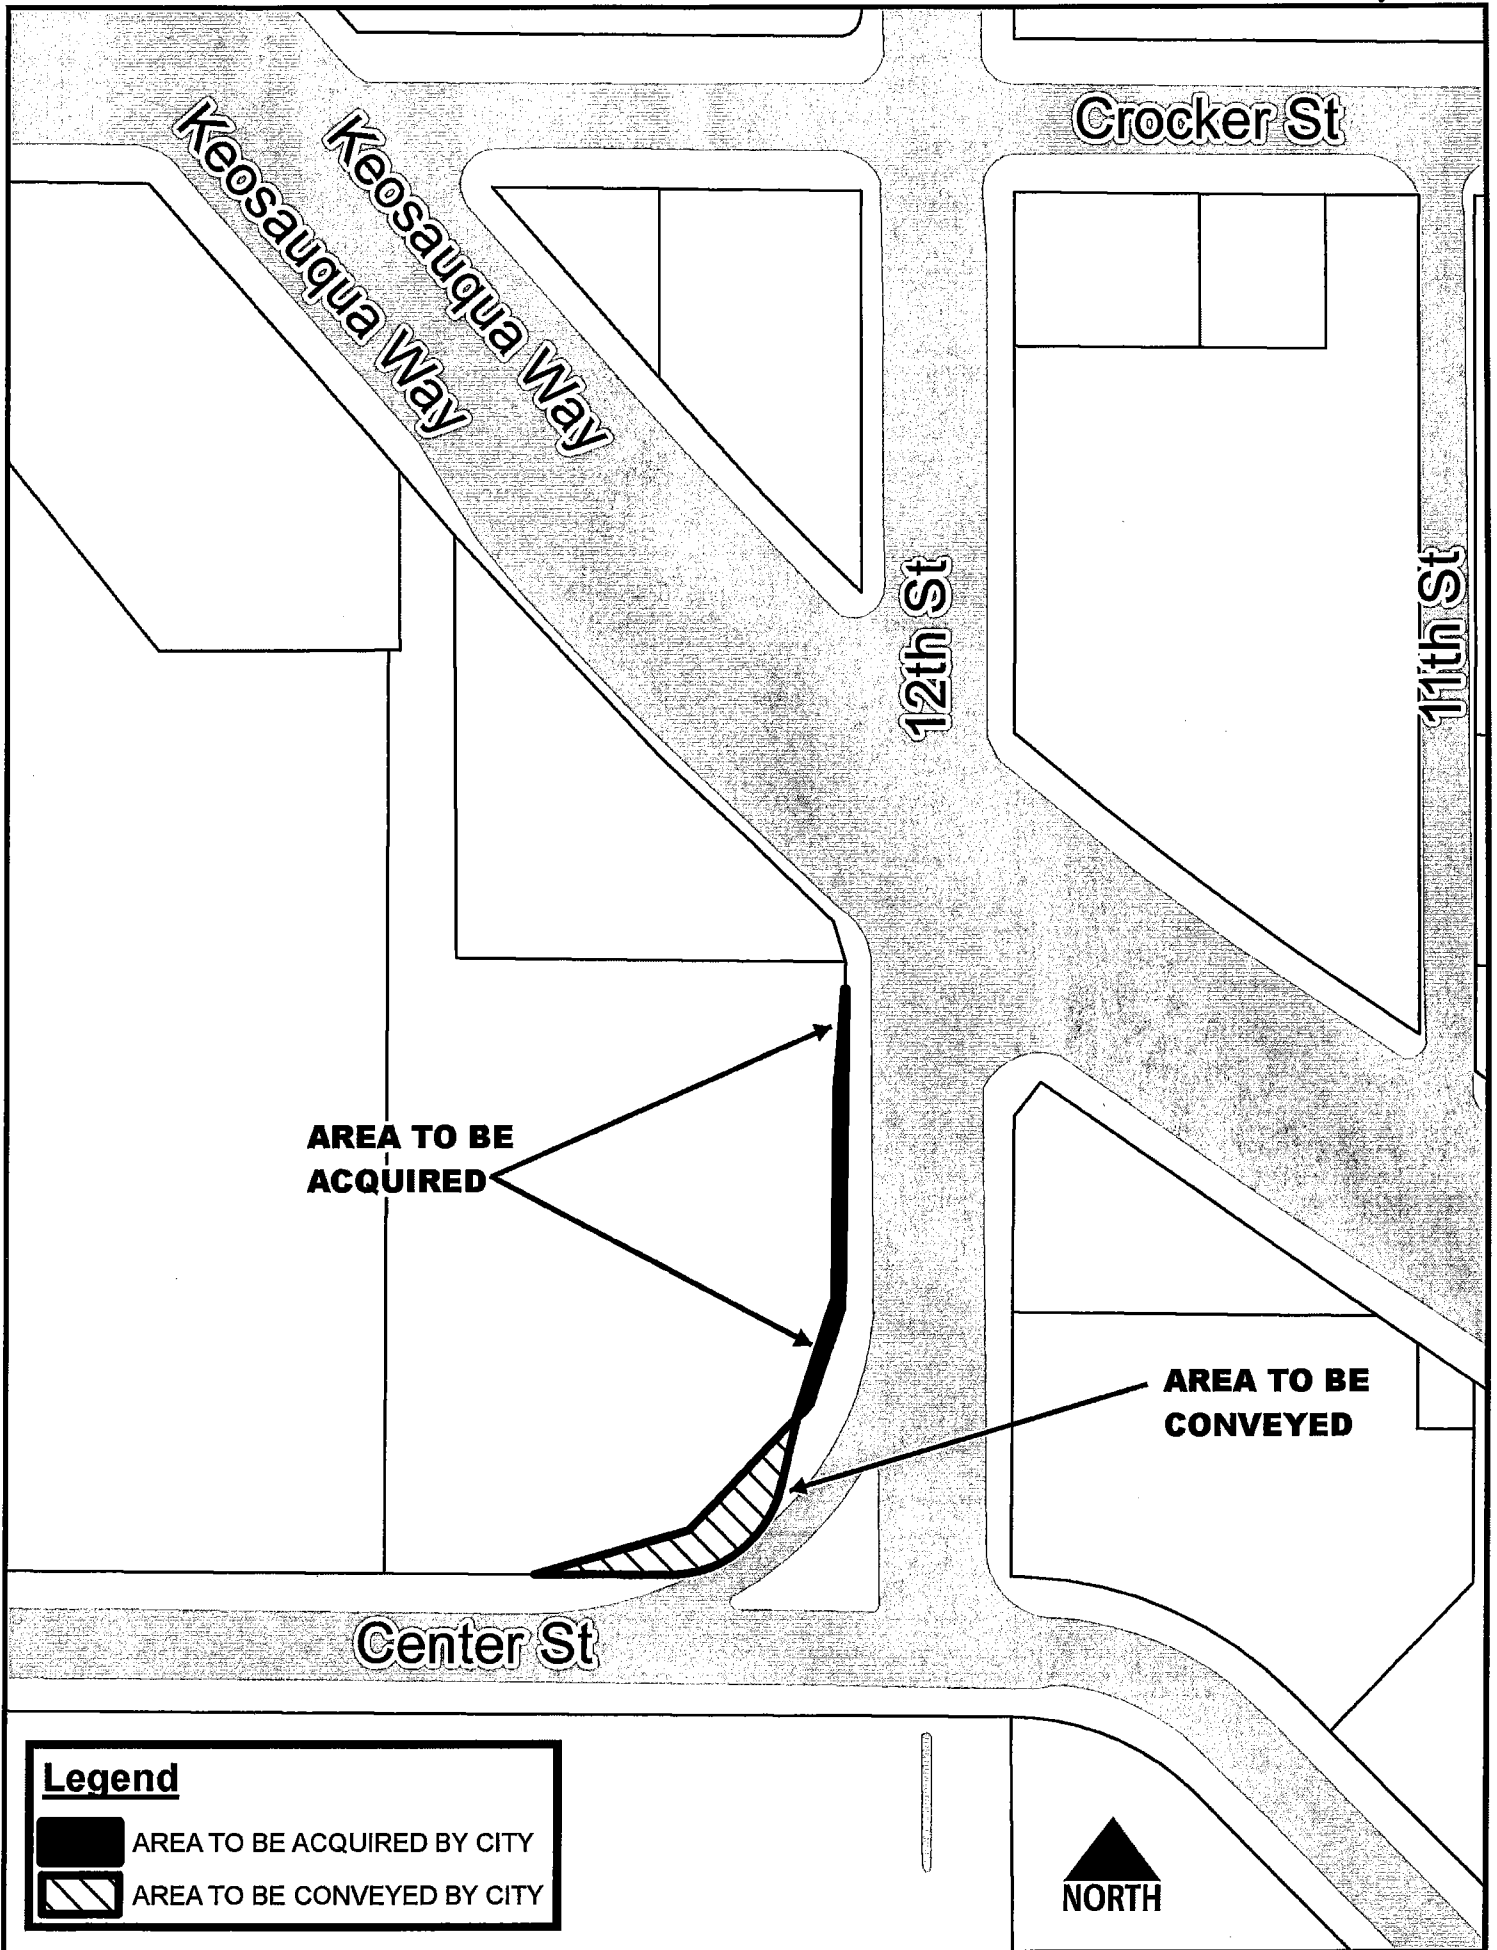 Crocker St
Keosauqua Way
Keosauqua Way
12th St
11th St
AREA TO BE
ACQUIRED
AREA TO BE
CONVEYED
Center St
Legend
AREA TO BE ACQUIRED BY CITY
AREA TO BE CONVEYED BY CITY
NORTH